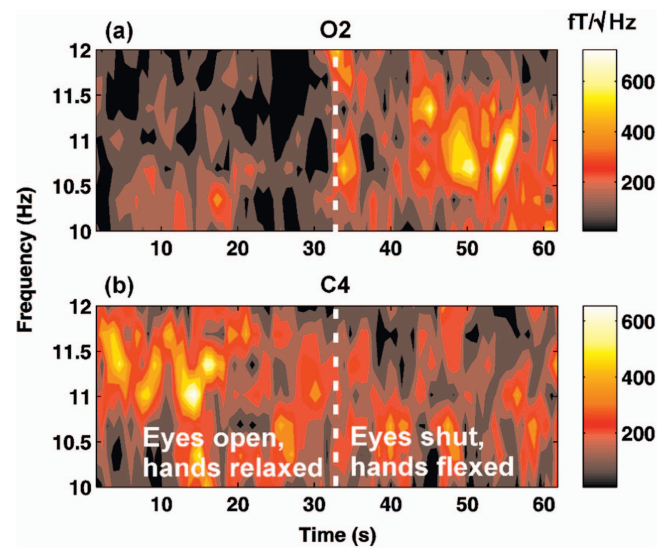 (a) O2 fT/√Hz
12
11.5
11
10.5
10
600
400
200
10 20 30 40 50 60
Frequency (Hz)
(b) C4
12
11.5
11
10.5
10
600
400
200
Eyes open, Eyes shut,
hands relaxed hands flexed
10 20 30 40 50 60
Time (s)